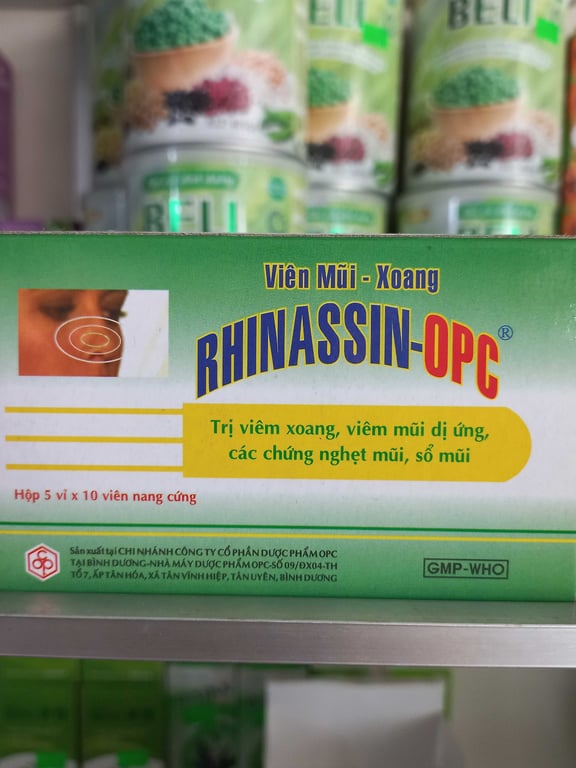 BELI
BELI
Viên Mũi - Xoang
RHINASSIN-OPC®
Trị viêm xoang, viêm mũi dị ứng,
các chứng nghẹt mũi, sổ mũi
Hộp 5 vỉ x 10 viên nang cứng
Sản xuất tại CHI NHÁNH CÔNG TY CỔ PHẦN DƯỢC PHẨM OPC
TẠI BÌNH DƯƠNG-NHÀ MÁY DƯỢC PHẨM OPC-SỐ 09/ĐX04-TH
TỔ 7, ẤP TÂN HÓA, XÃ TÂN VĨNH HIỆP, TÂN UYÊN, BÌNH DƯƠNG
GMP-WHO